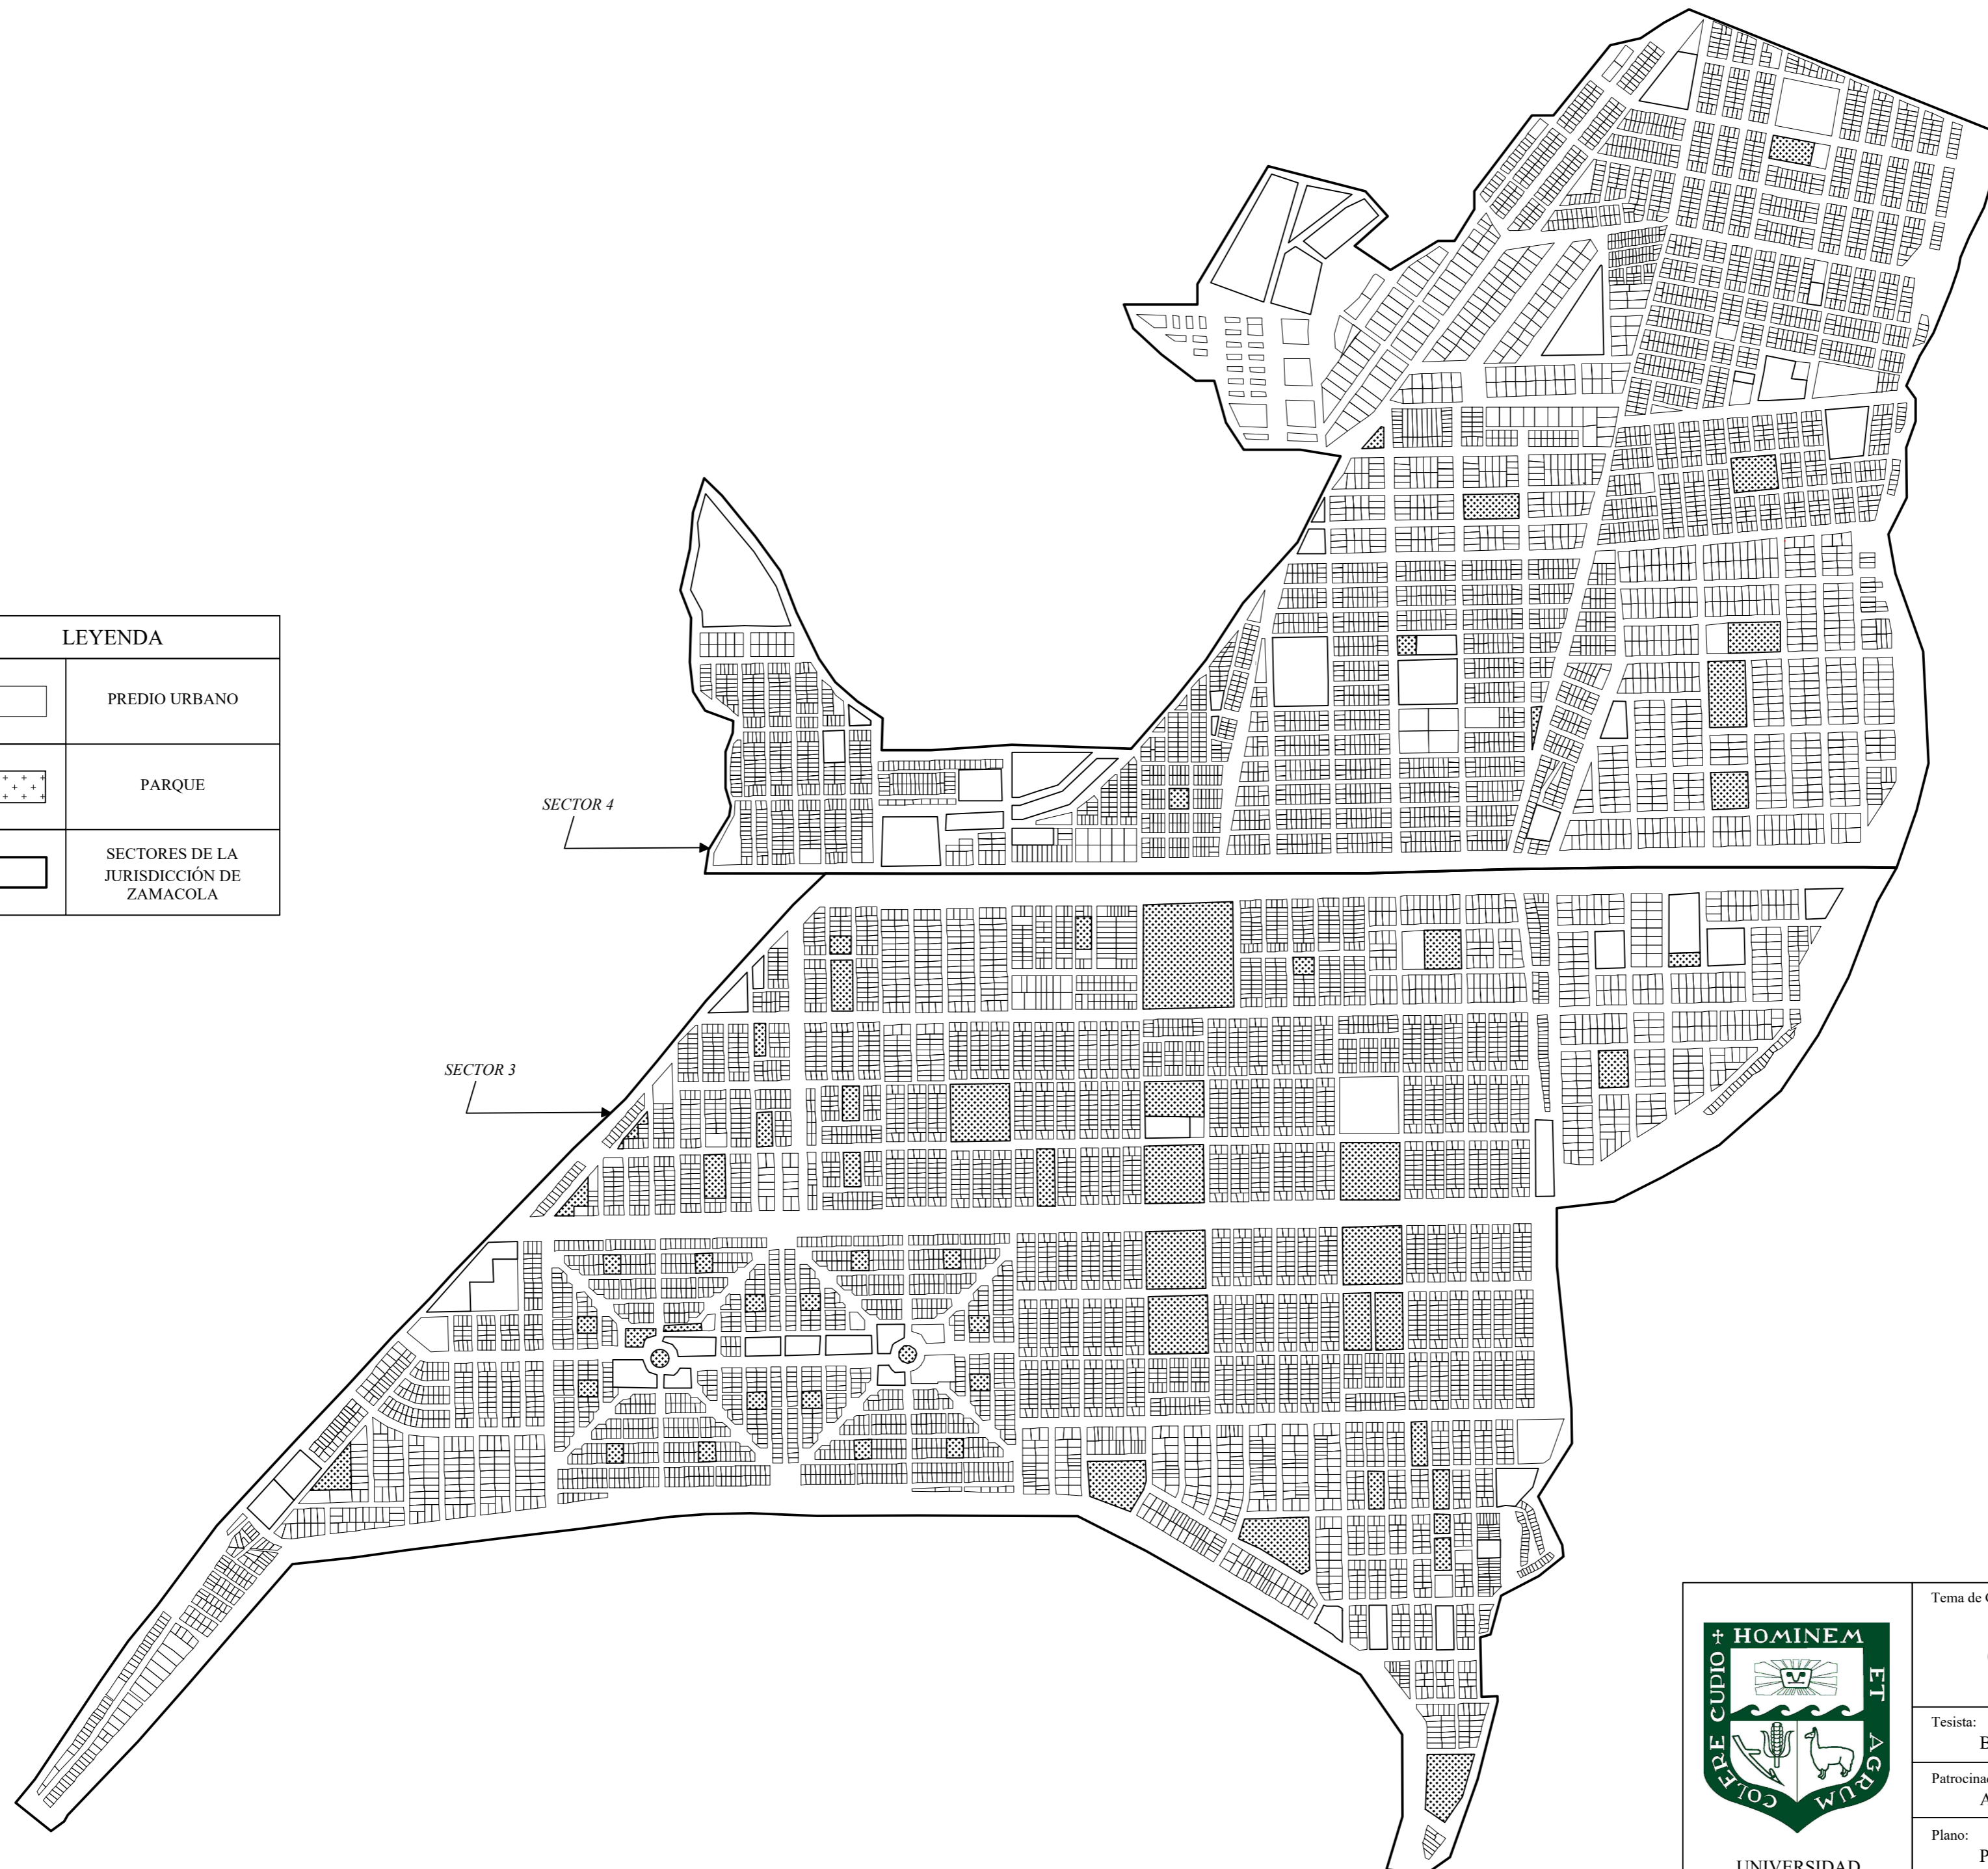 LEYENDA
PREDIO URBANO
PARQUE
SECTORES DE LA
JURISDICCIÓN DE
ZAMACOLA
SECTOR 4
SECTOR 3
COLERE CUPIO † HOMINEM ET AGRUM
UNIVERSIDAD
Tema de
Tesista:
Plano: